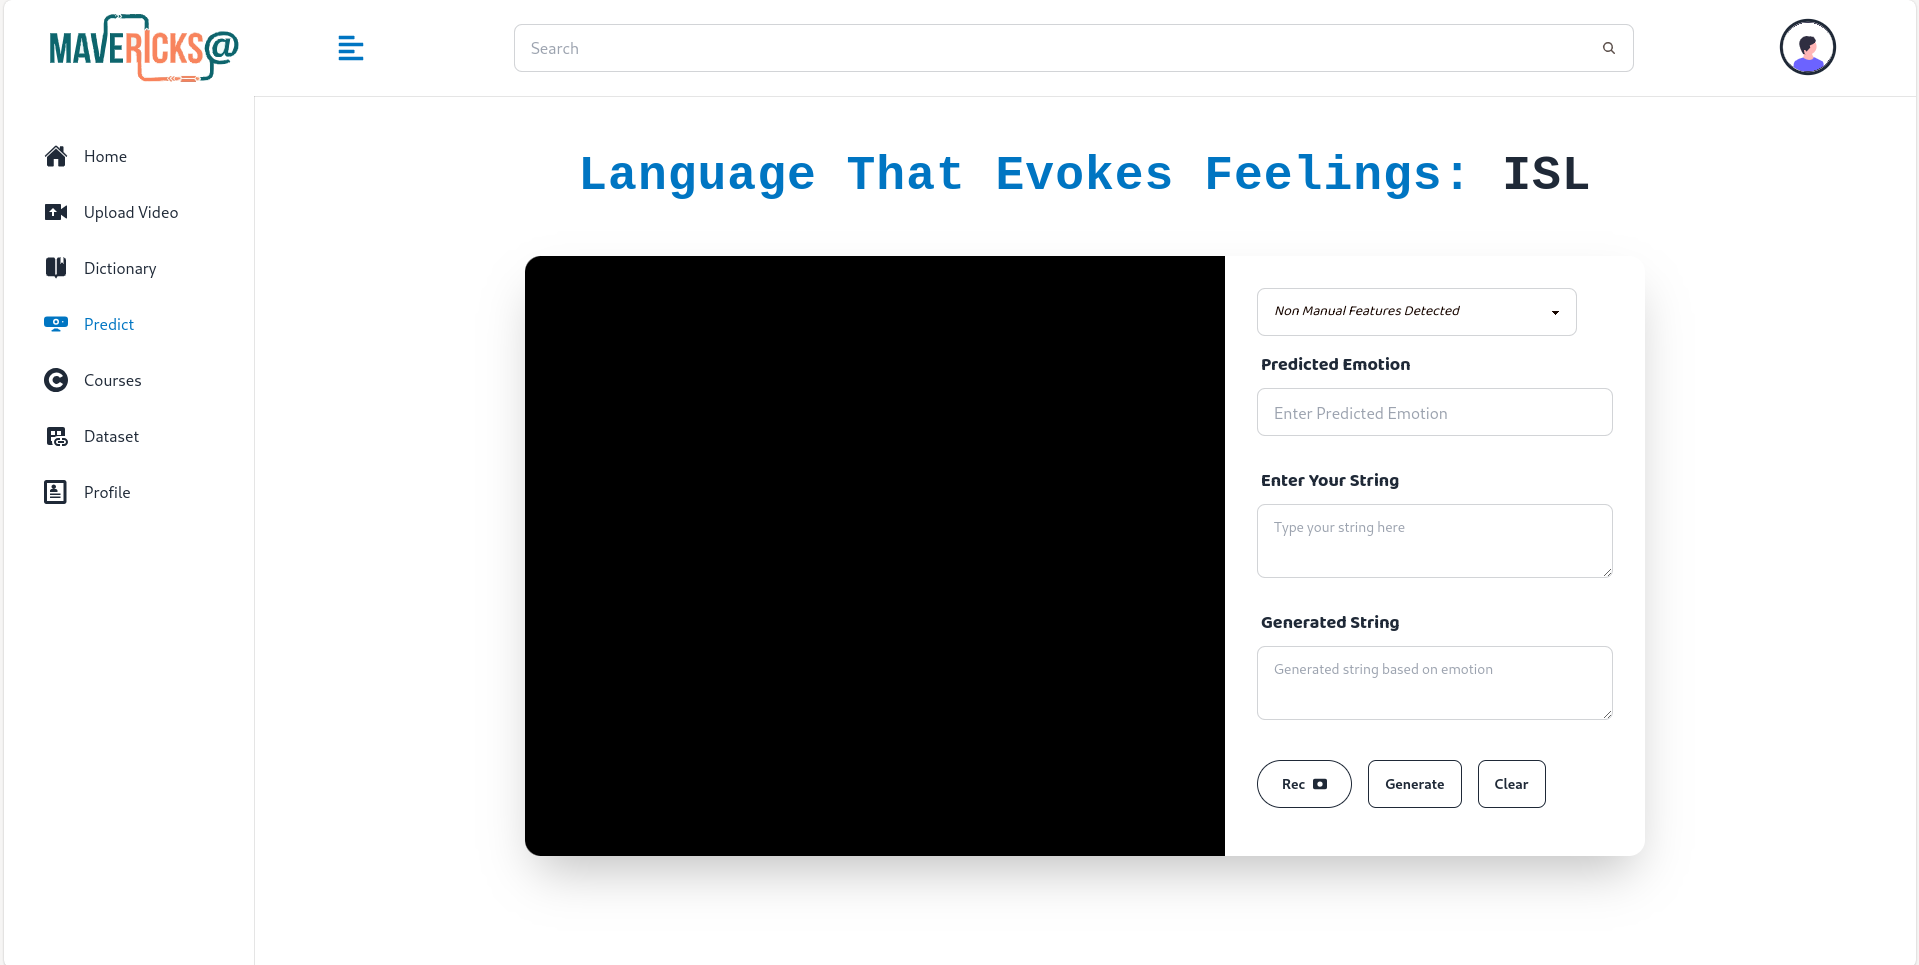 MAVERICKS@
Search
Home
Upload Video
Dictionary
Predict
Courses
Dataset
Profile
Language That Evokes Feelings: ISL
Non Manual Features Detected
Predicted Emotion
Enter Predicted Emotion
Enter Your String
Type your string here
Generated String
Generated string based on emotion
Rec
Generate
Clear